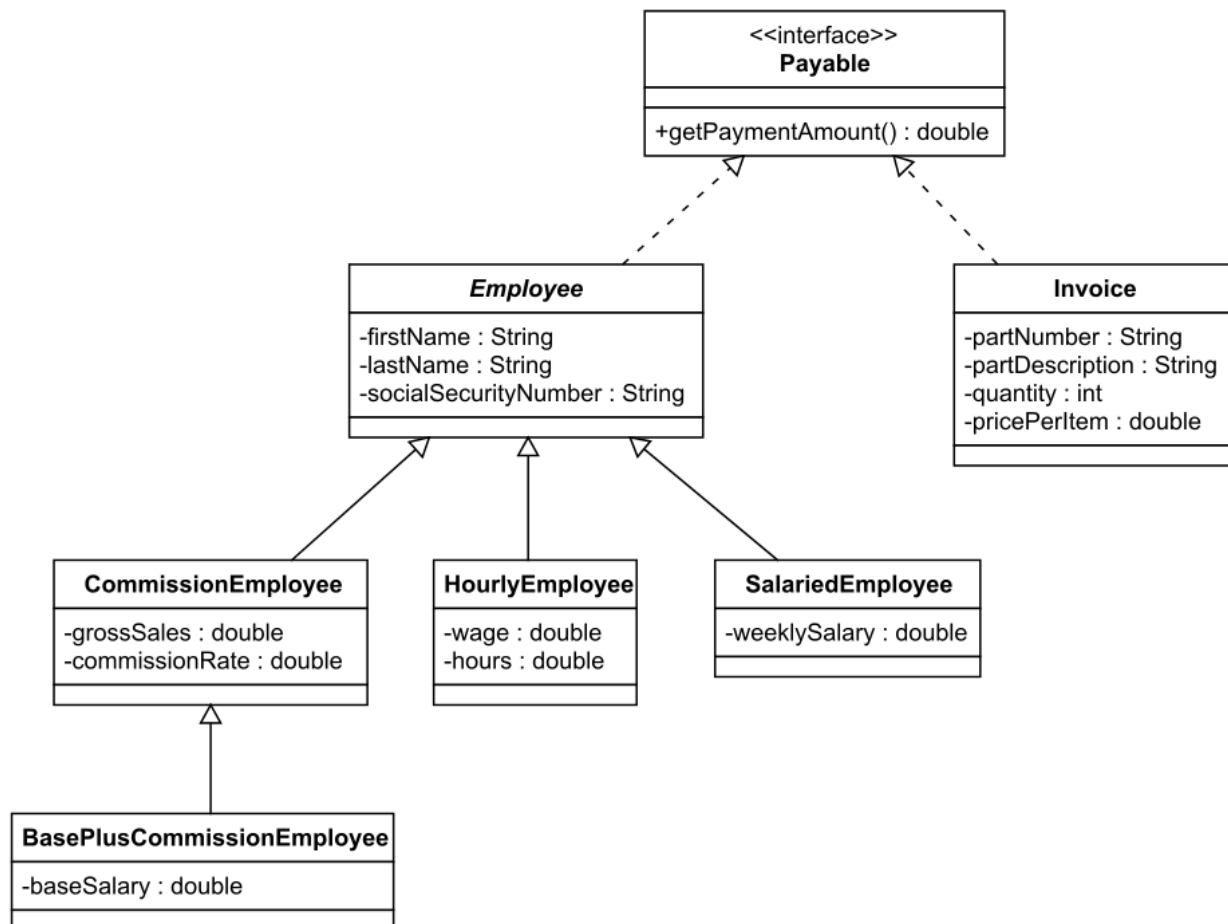 <<interface>>
Payable
+getPaymentAmount() : double
Employee
-firstName : String
-lastName : String
-socialSecurityNumber : String
Invoice
-partNumber : String
-partDescription : String
-quantity : int
-pricePerItem : double
CommissionEmployee
-grossSales : double
-commissionRate : double
HourlyEmployee
-wage : double
-hours : double
SalariedEmployee
-weeklySalary : double
BasePlusCommissionEmployee
-baseSalary : double